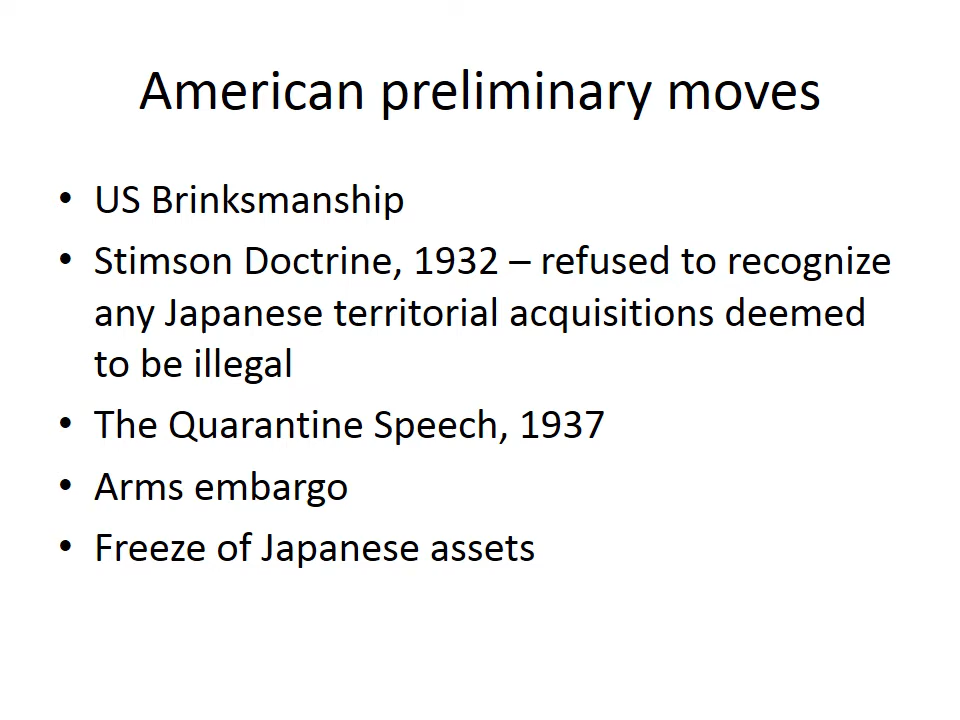 American preliminary moves
• US Brinksmanship
• Stimson Doctrine, 1932 – refused to recognize
any Japanese territorial acquisitions deemed
to be illegal
• The Quarantine Speech, 1937
• Arms embargo
• Freeze of Japanese assets